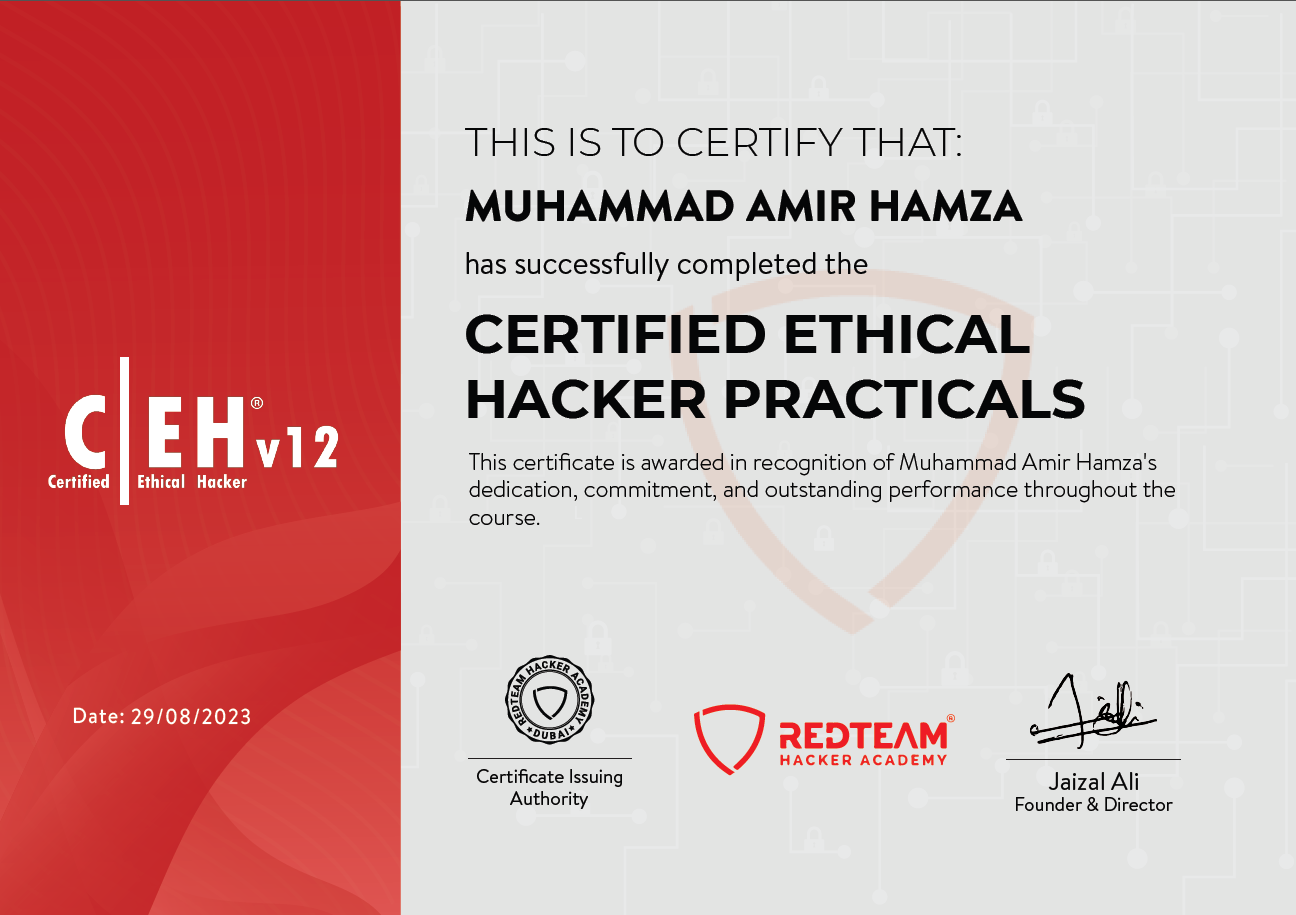 THIS IS TO CERTIFY THAT:
MUHAMMAD AMIR HAMZA
has successfully completed the
CERTIFIED ETHICAL
HACKER PRACTICALS
This certificate is awarded in recognition of Muhammad Amir Hamza's
dedication, commitment, and outstanding performance throughout the
course.
C|EH® v12
Certified Ethical Hacker
Date: 29/08/2023
REDTEAM HACKER ACADEMY
★ DUBAI ★
Certificate Issuing
Authority
REDTEAM®
HACKER ACADEMY
Jaizal Ali
Founder & Director